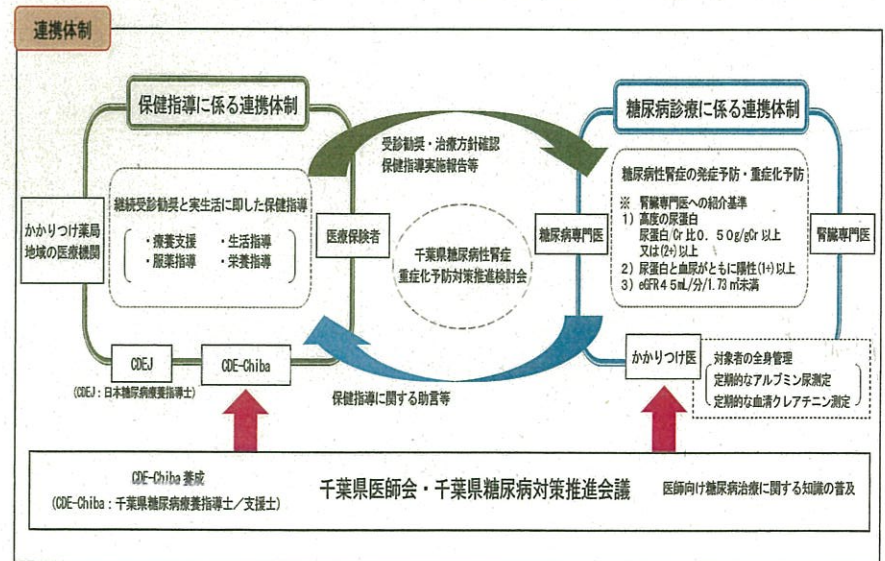 連携体制
保健指導に係る連携体制
継続受診勧奨と実生活に即した保健指導
・療養支援 ・生活指導
・服薬指導 ・栄養指導
かかりつけ薬局
地域の医療機関
医療保険者
CDEJ
(CDEJ：日本糖尿病療養指導士)
CDE-Chiba
受診勧奨・治療方針確認
保健指導実施報告等
千葉県糖尿病性腎症
重症化予防対策推進検討会
保健指導に関する助言等
糖尿病診療に係る連携体制
糖尿病性腎症の発症予防・重症化予防
※ 腎臓専門医への紹介基準
1) 高度の尿蛋白
尿蛋白/Cr比0．50g/gCr以上
又は(2+)以上
2) 尿蛋白と血尿がともに陽性(1+)以上
3) eGFR45mL/分/1.73㎡未満
糖尿病専門医
腎臓専門医
かかりつけ医
対象者の全身管理
定期的なアルブミン尿測定
定期的な血清クレアチニン測定
CDE-Chiba養成
(CDE-Chiba：千葉県糖尿病療養指導士／支援士)
千葉県医師会・千葉県糖尿病対策推進会議
医師向け糖尿病治療に関する知識の普及